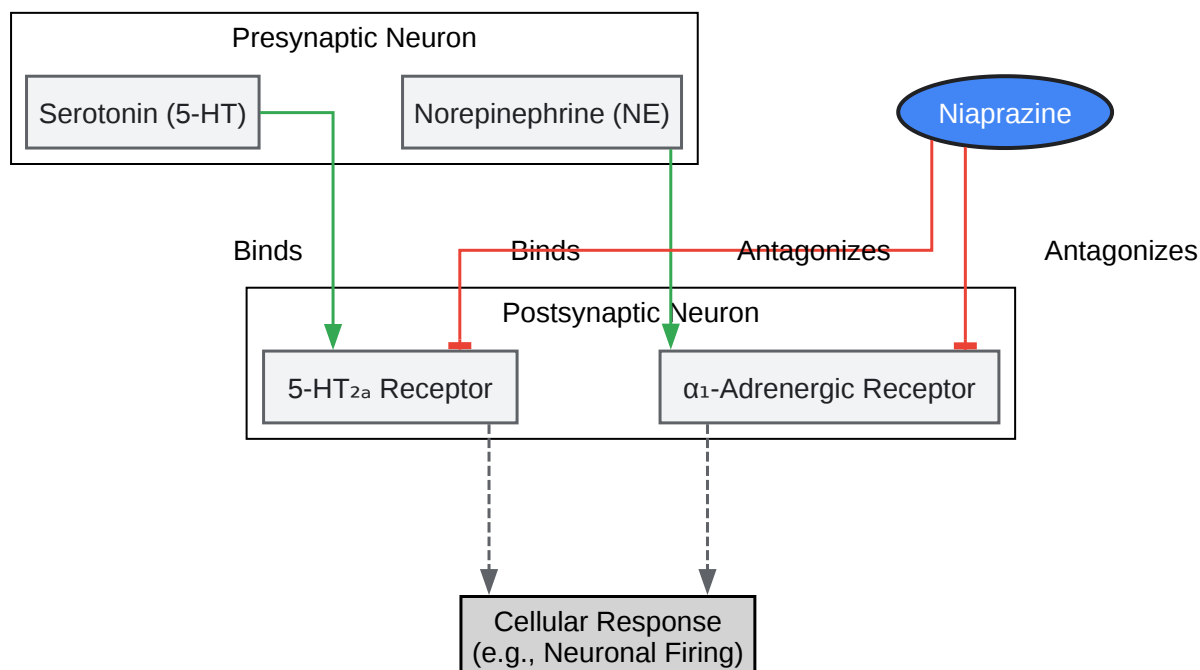 Presynaptic Neuron
Serotonin (5-HT)
Norepinephrine (NE)
Niaprazine
Binds
Binds
Antagonizes
Antagonizes
Postsynaptic Neuron
5-HT₂ₐ Receptor
α₁-Adrenergic Receptor
Cellular Response
(e.g., Neuronal Firing)